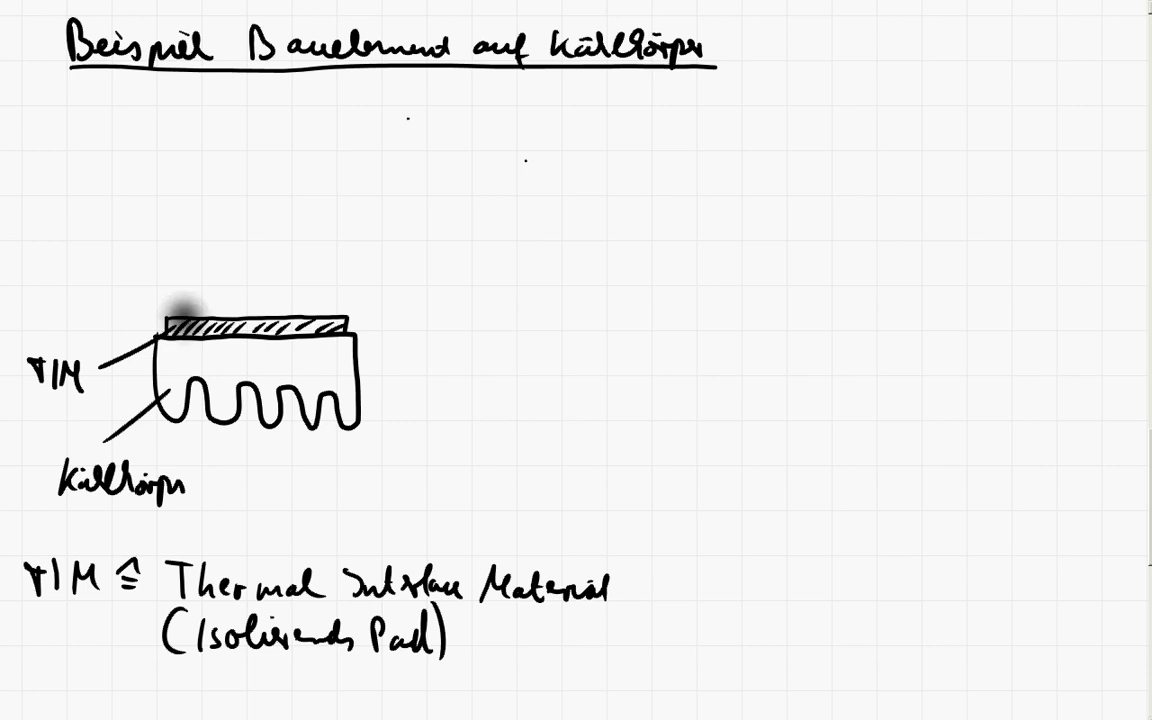 Beispiel Bauelement auf Kühlkörper
TIM
Kühlkörper
TIM ≙ Thermal Interface Material
(Isolierendes Pad)